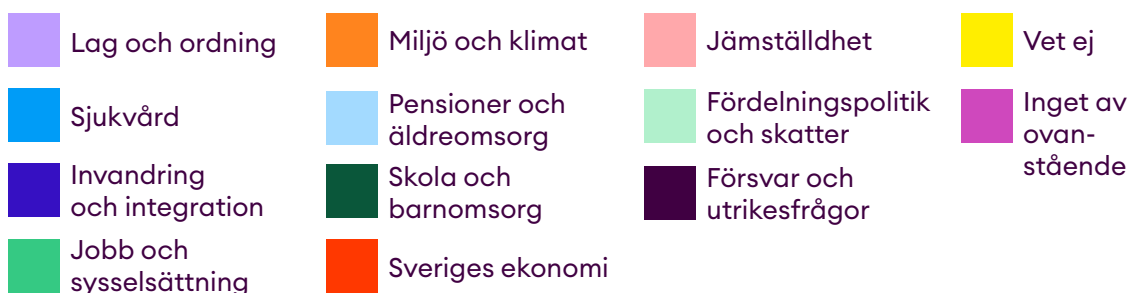 Lag och ordning
Sjukvård
Invandring
och integration
Jobb och
sysselsättning
Miljö och klimat
Pensioner och
äldreomsorg
Skola och
barnomsorg
Sveriges ekonomi
Jämställdhet
Fördelningspolitik
och skatter
Försvar och
utrikesfrågor
Vet ej
Inget av
ovan-
stående